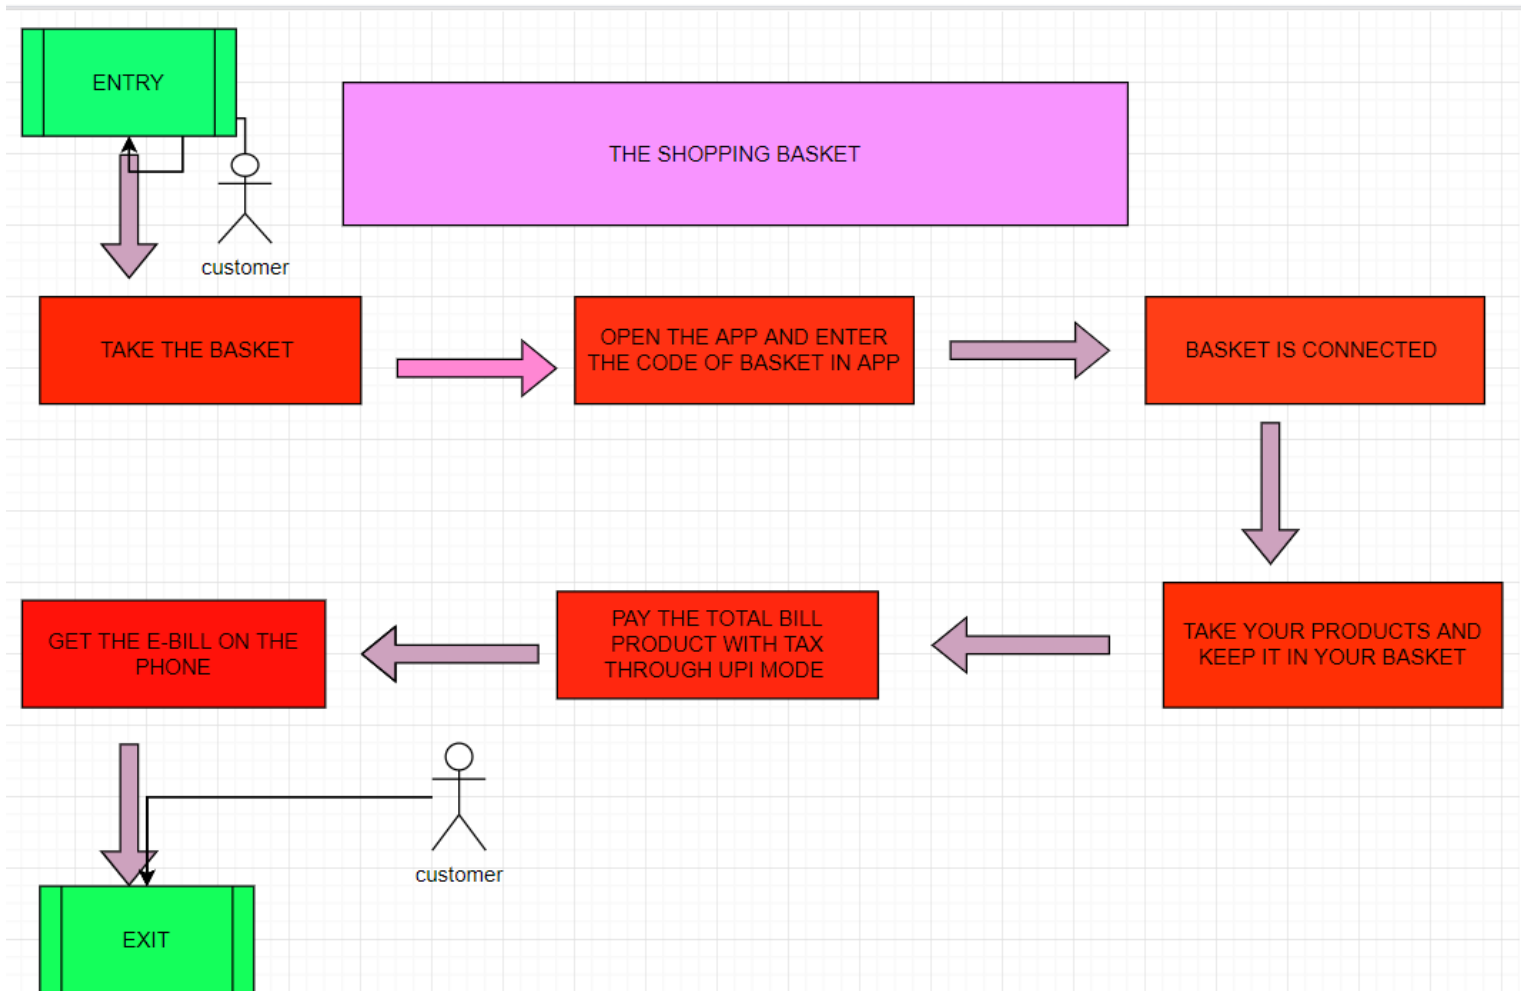 ENTRY
THE SHOPPING BASKET
customer
TAKE THE BASKET
OPEN THE APP AND ENTER
THE CODE OF BASKET IN APP
BASKET IS CONNECTED
TAKE YOUR PRODUCTS AND
KEEP IT IN YOUR BASKET
PAY THE TOTAL BILL
PRODUCT WITH TAX
THROUGH UPI MODE
GET THE E-BILL ON THE
PHONE
customer
EXIT